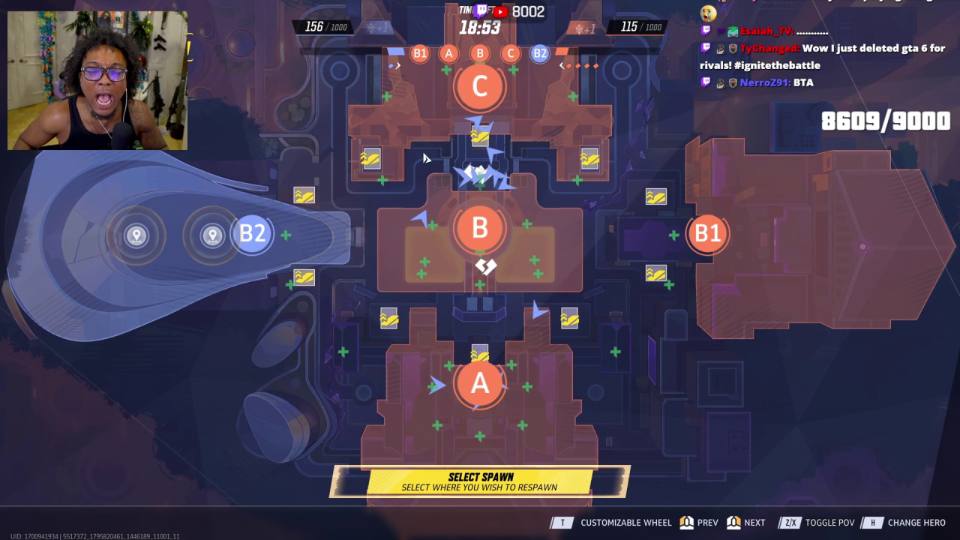 8002
156 / 1000
18:53
115 / 1000
B1 A B C B2
Esaiah_TV: ...........
TyChanged: Wow I just deleted gta 6 for
rivals! #ignitethebattle
NerroZ91: BTA
8609/9000
C
B
B2
B1
A
SELECT SPAWN
SELECT WHERE YOU WISH TO RESPAWN
T CUSTOMIZABLE WHEEL PREV NEXT Z/X TOGGLE POV H CHANGE HERO